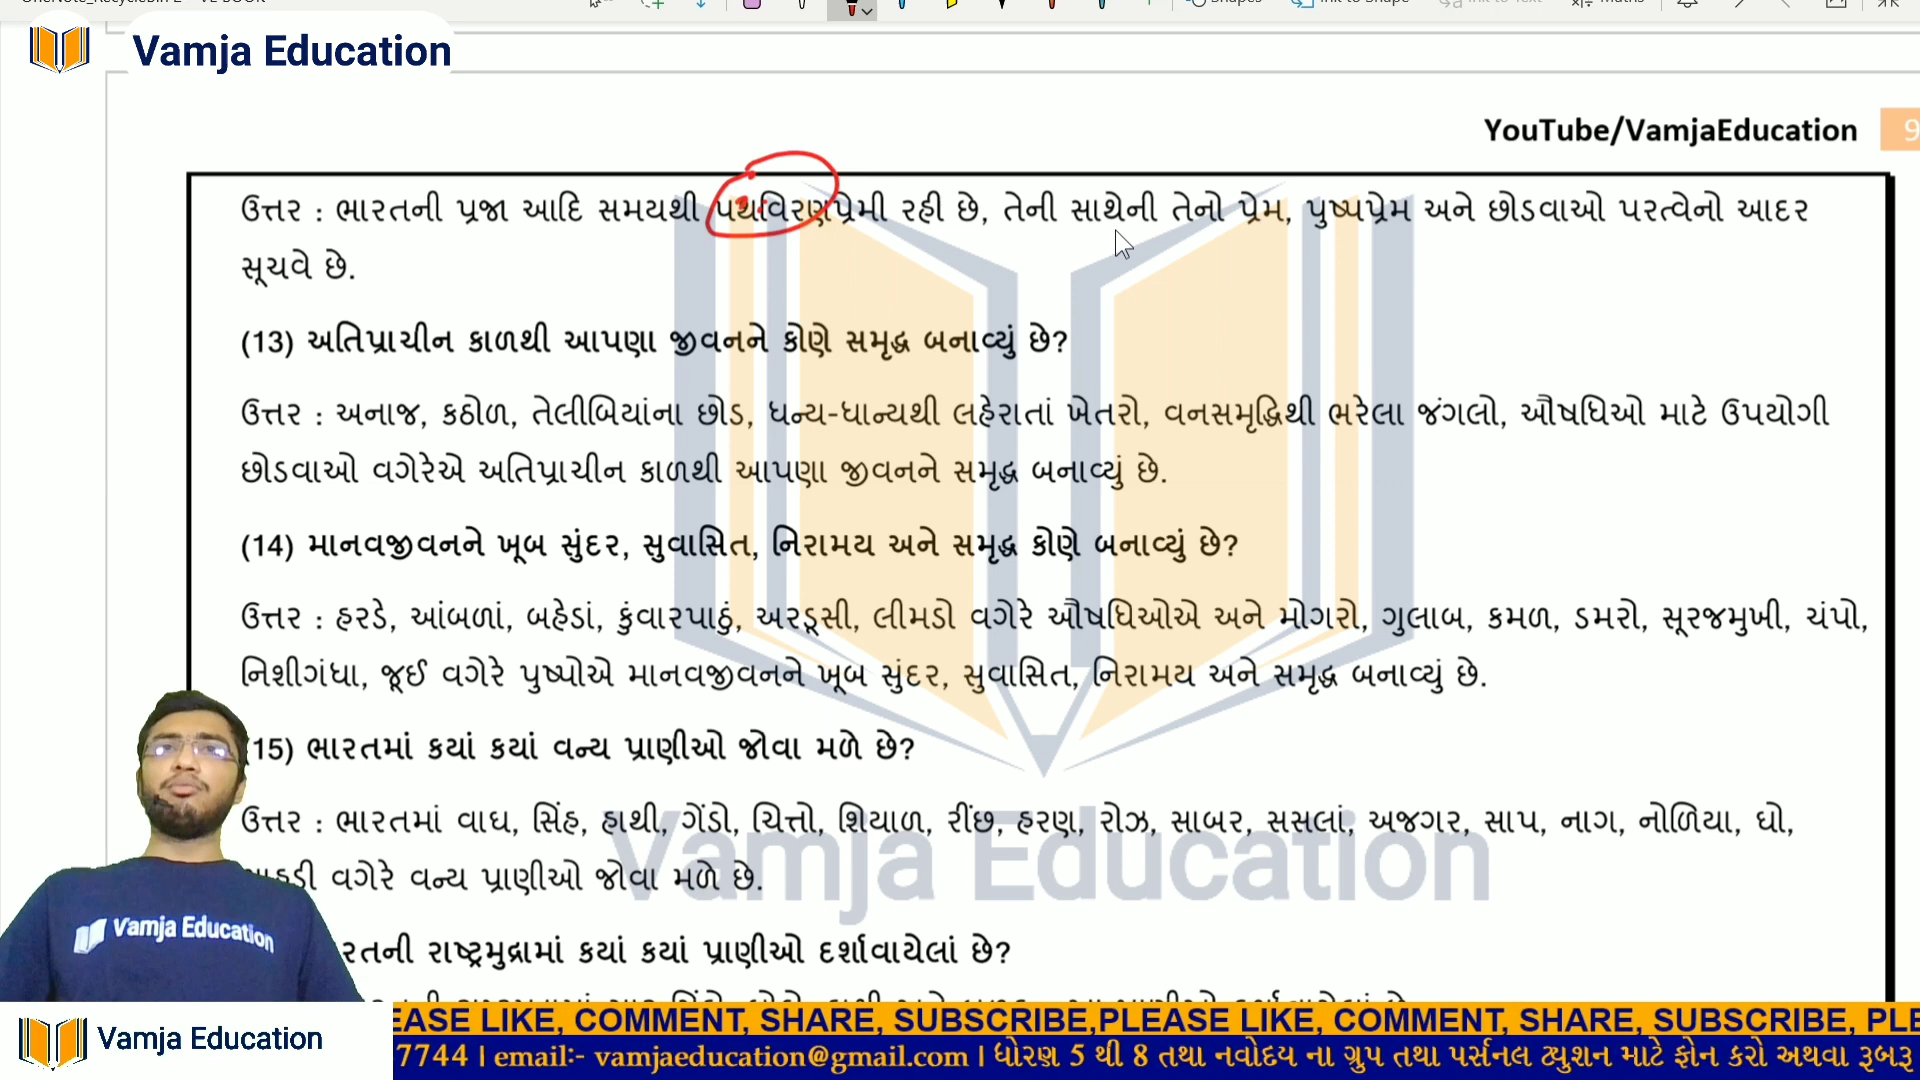 Vamja Education
YouTube/VamjaEducation
9
ઉત્તર : ભારતની પ્રજા આદિ સમયથી પથવિરણપ્રેમી રહી છે, તેની સાથેની તેનો પ્રેમ, પુષ્પપ્રેમ અને છોડવાઓ પરત્વેનો આદર
સૂચવે છે.
(13) અતિપ્રાચીન કાળથી આપણા જીવનને કોણે સમૃદ્ધ બનાવ્યું છે?
ઉત્તર : અનાજ, કઠોળ, તેલીબિયાંના છોડ, ધન્ય-ધાન્યથી લહેરાતાં ખેતરો, વનસમૃદ્ધિથી ભરેલા જંગલો, ઔષધિઓ માટે ઉપયોગી
છોડવાઓ વગેરેએ અતિપ્રાચીન કાળથી આપણા જીવનને સમૃદ્ધ બનાવ્યું છે.
(14) માનવજીવનને ખૂબ સુંદર, સુવાસિત, નિરામય અને સમૃદ્ધ કોણે બનાવ્યું છે?
ઉત્તર : હરડે, આંબળાં, બહેડાં, કુંવારપાઠું, અરડૂસી, લીમડો વગેરે ઔષધિઓએ અને મોગરો, ગુલાબ, કમળ, ડમરો, સૂરજમુખી, ચંપો,
નિશીગંધા, જૂઈ વગેરે પુષ્પોએ માનવજીવનને ખૂબ સુંદર, સુવાસિત, નિરામય અને સમૃદ્ધ બનાવ્યું છે.
15) ભારતમાં કયાં કયાં વન્ય પ્રાણીઓ જોવા મળે છે?
ઉત્તર : ભારતમાં વાઘ, સિંહ, હાથી, ગેંડો, ચિત્તો, શિયાળ, રીંછ, હરણ, રોઝ, સાબર, સસલાં, અજગર, સાપ, નાગ, નોળિયા, ઘો,
વગેરે વન્ય પ્રાણીઓ જોવા મળે છે.
રતની રાષ્ટ્રમુદ્રામાં કયાં કયાં પ્રાણીઓ દર્શાવાયેલાં છે?
Vamja Education
Vamja Education
Vamja Education
EASE LIKE, COMMENT, SHARE, SUBSCRIBE,PLEASE LIKE, COMMENT, SHARE, SUBSCRIBE, PLE
7744 | email:- vamjaeducation@gmail.com | ધોરણ 5 થી 8 તથા નવોદય ના ગ્રુપ તથા પર્સનલ ટ્યુશન માટે ફોન કરો અથવા રૂબરૂ